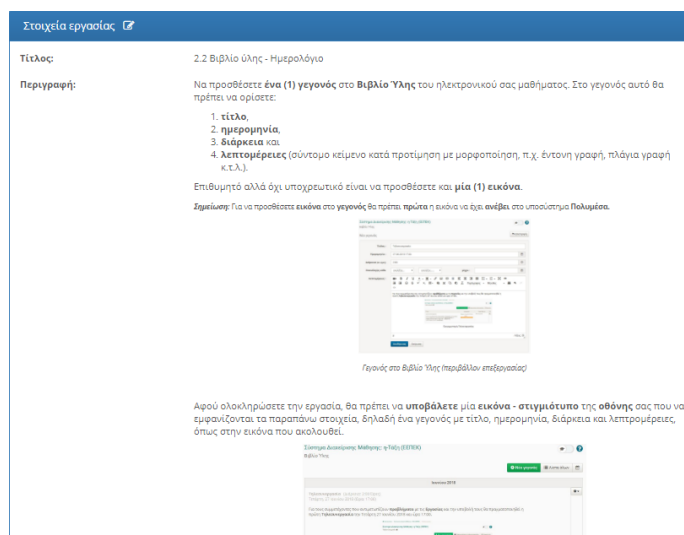 Στοιχεία εργασίας
Τίτλος:
2.2 Βιβλίο ύλης - Ημερολόγιο
Περιγραφή:
Να προσθέσετε ένα (1) γεγονός στο Βιβλίο Ύλης του ηλεκτρονικού σας μαθήματος. Στο γεγονός αυτό θα
πρέπει να ορίσετε:
1. τίτλο,
2. ημερομηνία,
3. διάρκεια και
4. λεπτομέρειες (σύντομο κείμενο κατά προτίμηση με μορφοποίηση, π.χ. έντονη γραφή, πλάγια γραφή
κ.τ.λ.).
Επιθυμητό αλλά όχι υποχρεωτικό είναι να προσθέσετε και μία (1) εικόνα.
Σημείωση: Για να προσθέσετε εικόνα στο γεγονός θα πρέπει πρώτα η εικόνα να έχει ανέβει στο υποσύστημα Πολυμέσα.
Γεγονός στο Βιβλίο Ύλης (περιβάλλον επεξεργασίας)
Αφού ολοκληρώσετε την εργασία, θα πρέπει να υποβάλετε μία εικόνα - στιγμιότυπο της οθόνης σας που να
εμφανίζονται τα παραπάνω στοιχεία, δηλαδή ένα γεγονός με τίτλο, ημερομηνία, διάρκεια και λεπτομέρειες,
όπως στην εικόνα που ακολουθεί.
Σύστημα Διαχείρισης Μάθησης: η-Τάξη (ΕΕΠΕΚ)
Βιβλίο Ύλης
Ιουνίου 2018